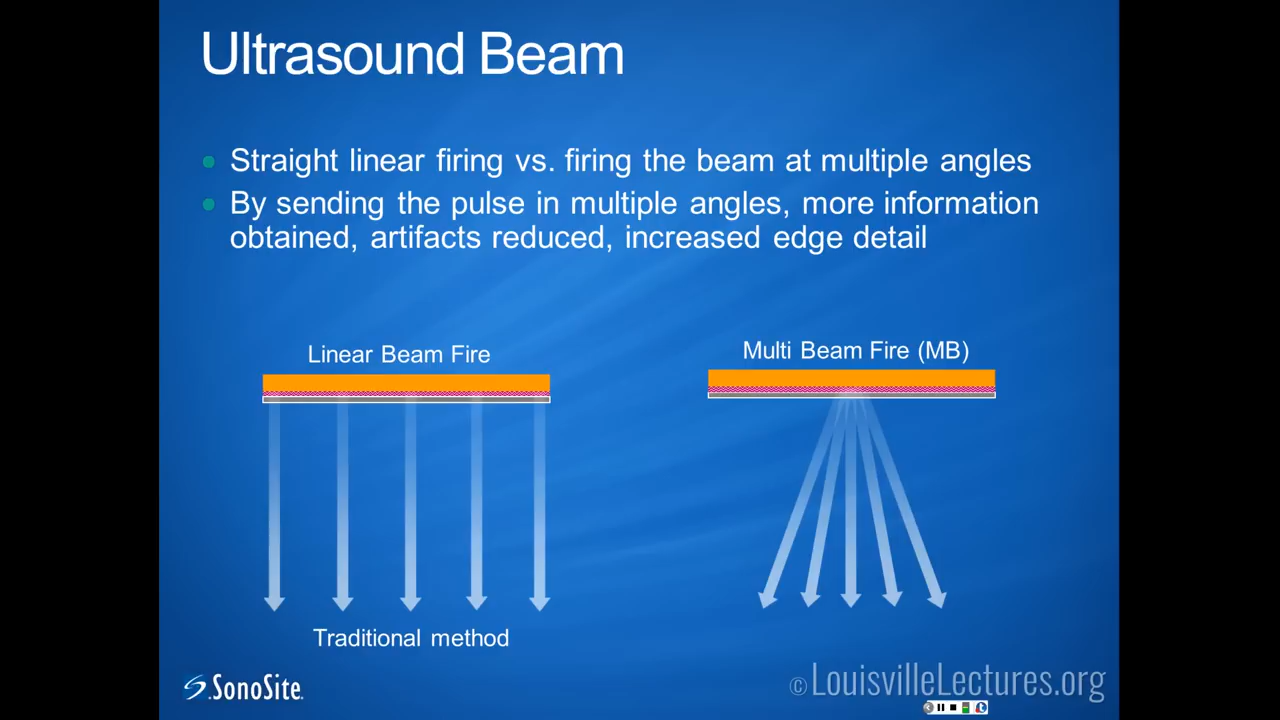 Ultrasound Beam
Straight linear firing vs. firing the beam at multiple angles
By sending the pulse in multiple angles, more information
obtained, artifacts reduced, increased edge detail
Linear Beam Fire
Multi Beam Fire (MB)
Traditional method
SonoSite.
© LouisvilleLectures.org